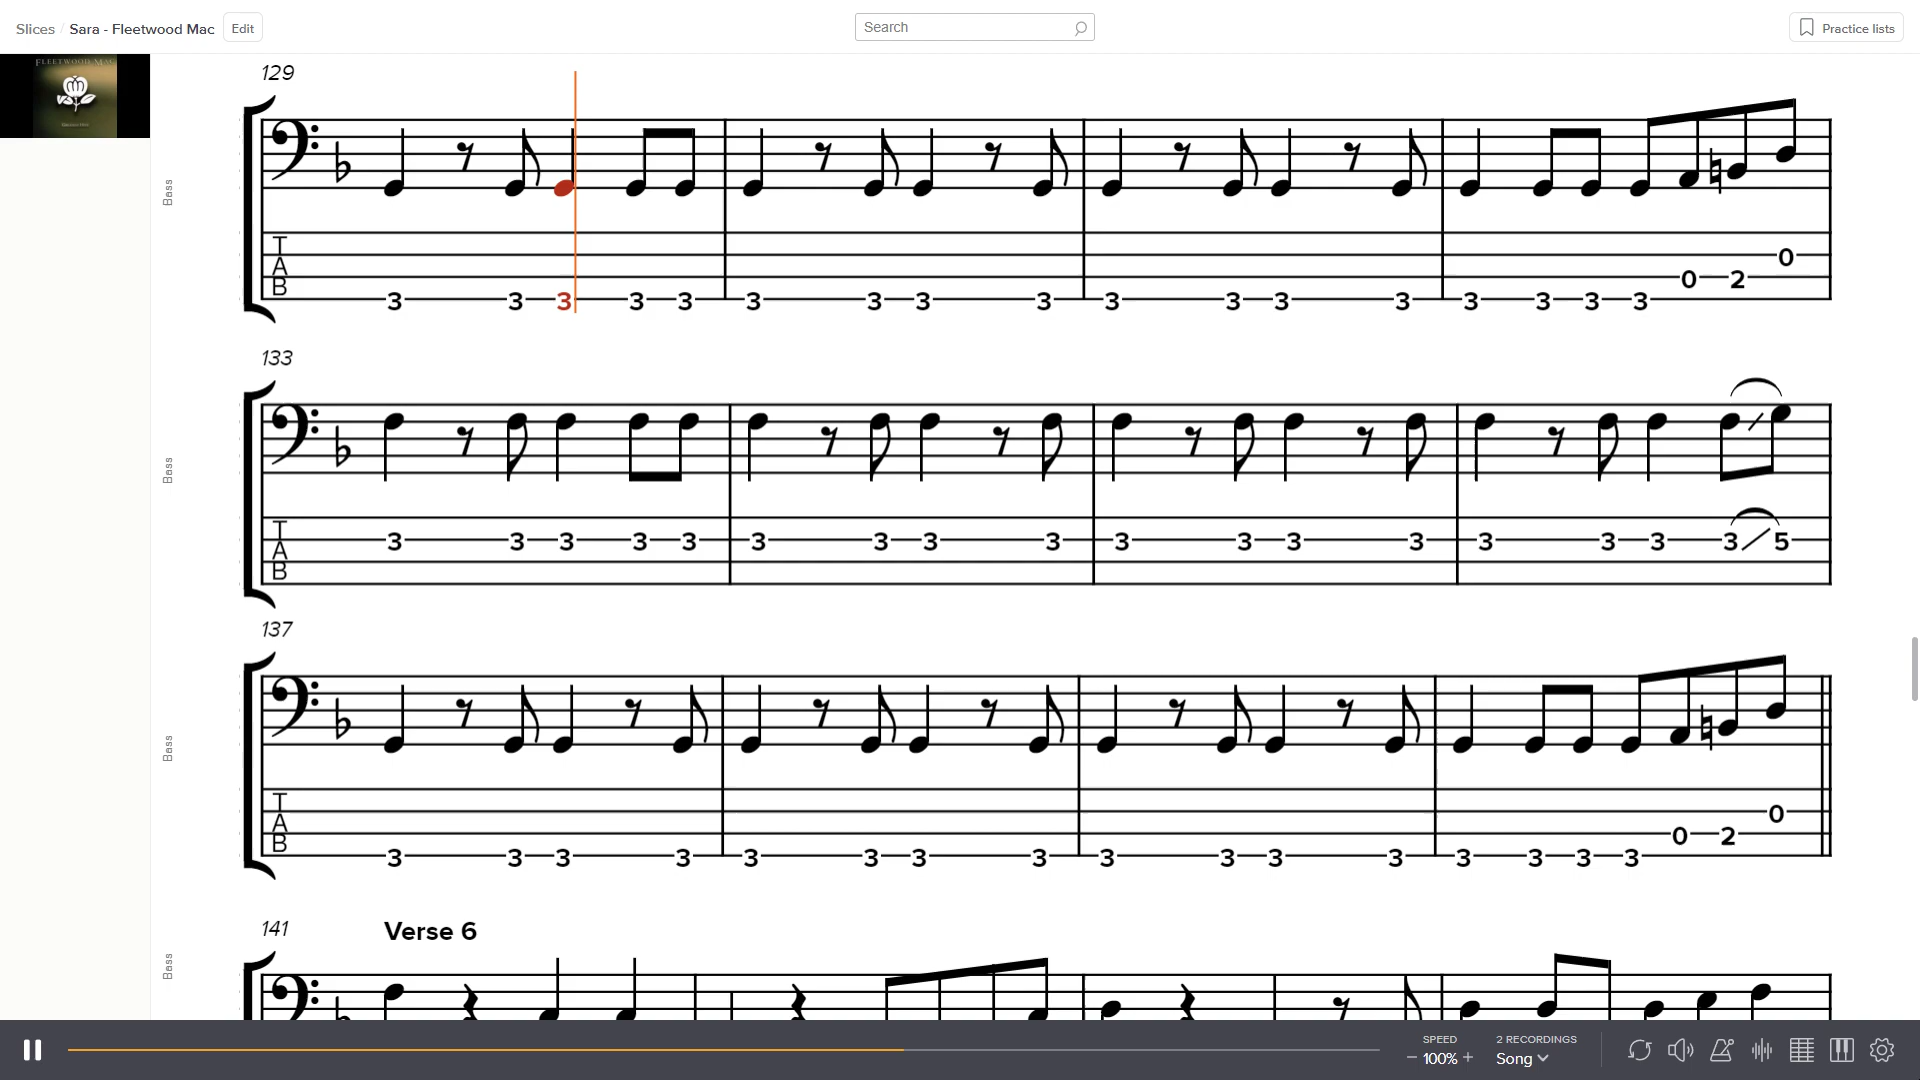 Slices / Sara - Fleetwood Mac Edit
Search
Practice lists
FLEETWOOD MAC
129
Bass
T A B
3 3 3 3 3 3 3 3 3 3 3 3 3 3 3 3 3 0 2 0
133
Bass
T A B
3 3 3 3 3 3 3 3 3 3 3 3 3 3 3 3 3 5
137
Bass
T A B
3 3 3 3 3 3 3 3 3 3 3 3 3 3 3 3 0 2 0
141
Verse 6
Bass
SPEED
100%
2 RECORDINGS
Song